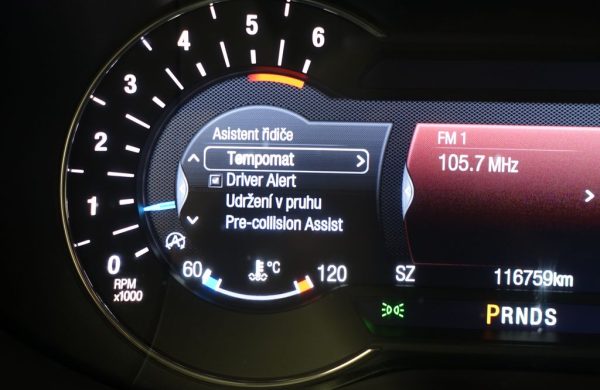 6
5
4
3
2
1
0
RPM
x1000
Asistent řidiče
Tempomat
Driver Alert
Udržení v pruhu
Pre-collision Assist
60 °C 120
FM 1
105.7 MHz
SZ 116759km
PRNDS